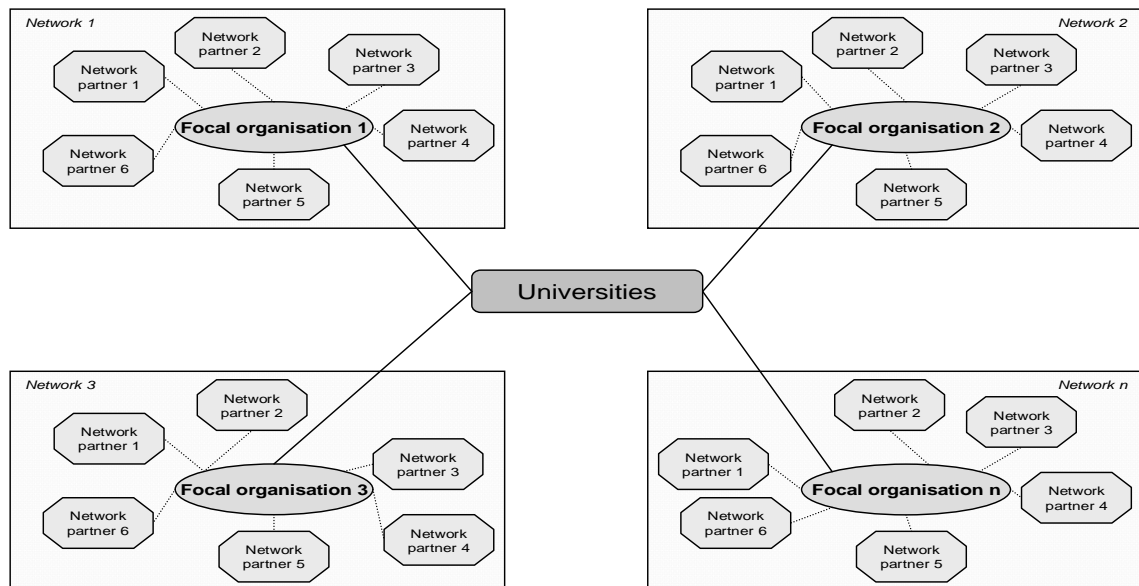 Network 1
Network
partner 1
Network
partner 2
Network
partner 3
Focal organisation 1
Network
partner 4
Network
partner 6
Network
partner 5
Network 2
Network
partner 1
Network
partner 2
Network
partner 3
Focal organisation 2
Network
partner 4
Network
partner 6
Network
partner 5
Universities
Network 3
Network
partner 1
Network
partner 2
Network
partner 3
Focal organisation 3
Network
partner 6
Network
partner 4
Network
partner 5
Network n
Network
partner 2
Network
partner 3
Network
partner 1
Focal organisation n
Network
partner 4
Network
partner 6
Network
partner 5